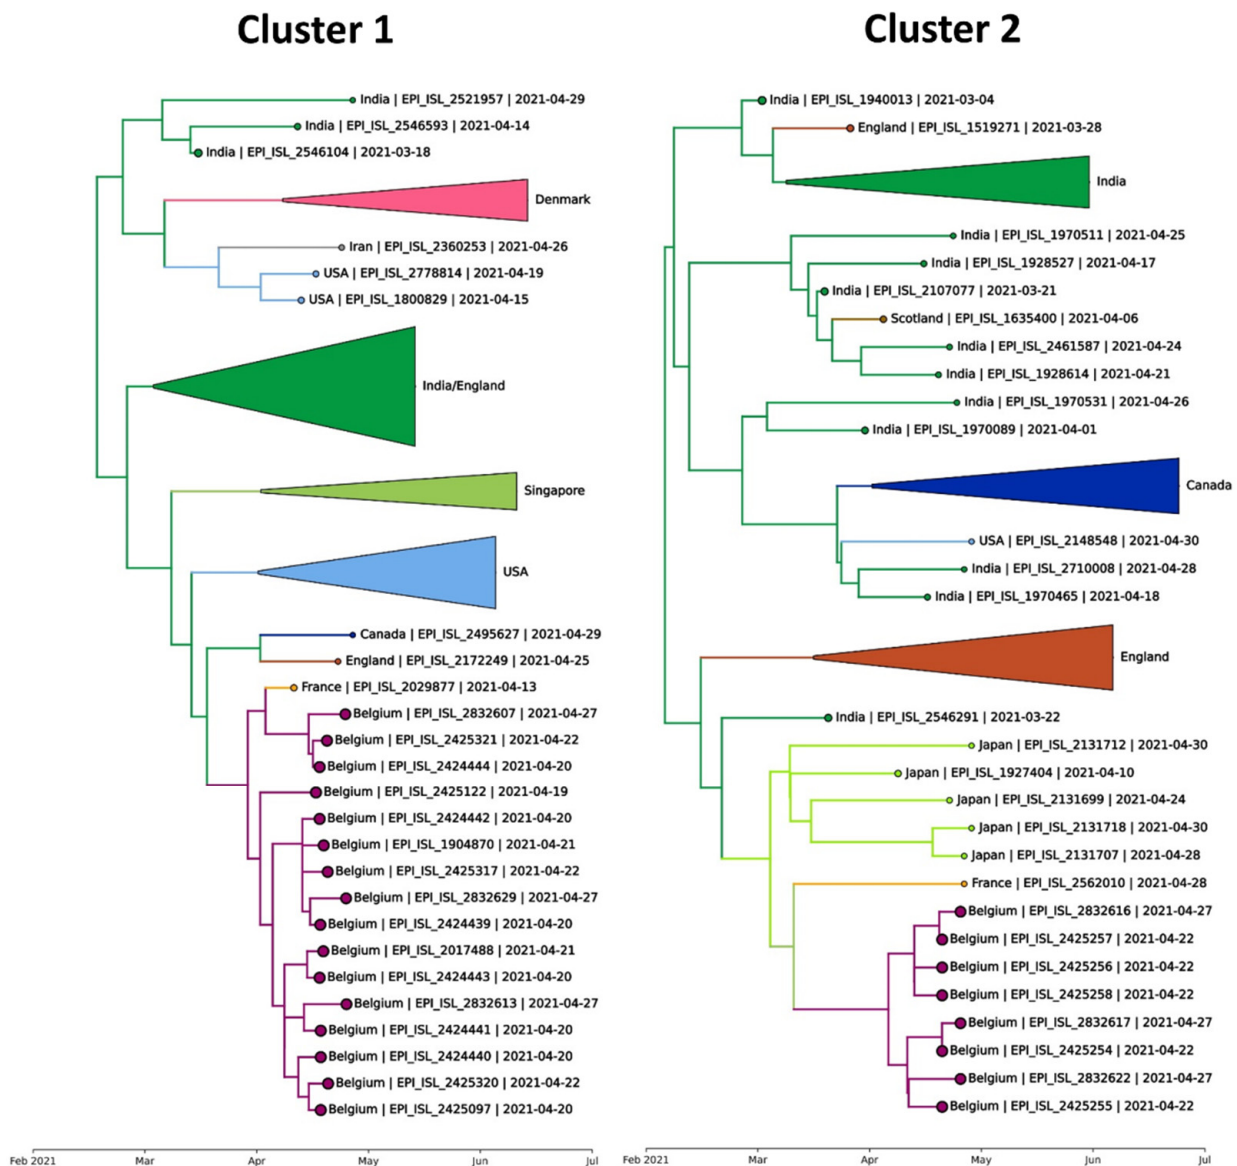 Cluster 1
India | EPI_ISL_2521957 | 2021-04-29
India | EPI_ISL_2546593 | 2021-04-14
India | EPI_ISL_2546104 | 2021-03-18
Denmark
Iran | EPI_ISL_2360253 | 2021-04-26
USA | EPI_ISL_2778814 | 2021-04-19
USA | EPI_ISL_1800829 | 2021-04-15
India/England
Singapore
USA
Canada | EPI_ISL_2495627 | 2021-04-29
England | EPI_ISL_2172249 | 2021-04-25
France | EPI_ISL_2029877 | 2021-04-13
Belgium | EPI_ISL_2832607 | 2021-04-27
Belgium | EPI_ISL_2425321 | 2021-04-22
Belgium | EPI_ISL_2424444 | 2021-04-20
Belgium | EPI_ISL_2425122 | 2021-04-19
Belgium | EPI_ISL_2424442 | 2021-04-20
Belgium | EPI_ISL_1904870 | 2021-04-21
Belgium | EPI_ISL_2425317 | 2021-04-22
Belgium | EPI_ISL_2832629 | 2021-04-27
Belgium | EPI_ISL_2424439 | 2021-04-20
Belgium | EPI_ISL_2017488 | 2021-04-21
Belgium | EPI_ISL_2424443 | 2021-04-20
Belgium | EPI_ISL_2832613 | 2021-04-27
Belgium | EPI_ISL_2424441 | 2021-04-20
Belgium | EPI_ISL_2424440 | 2021-04-20
Belgium | EPI_ISL_2425320 | 2021-04-22
Belgium | EPI_ISL_2425097 | 2021-04-20
Feb 2021 Mar Apr May Jun Jul
Cluster 2
India | EPI_ISL_1940013 | 2021-03-04
England | EPI_ISL_1519271 | 2021-03-28
India
India | EPI_ISL_1970511 | 2021-04-25
India | EPI_ISL_1928527 | 2021-04-17
India | EPI_ISL_2107077 | 2021-03-21
Scotland | EPI_ISL_1635400 | 2021-04-06
India | EPI_ISL_2461587 | 2021-04-24
India | EPI_ISL_1928614 | 2021-04-21
India | EPI_ISL_1970531 | 2021-04-26
India | EPI_ISL_1970089 | 2021-04-01
Canada
USA | EPI_ISL_2148548 | 2021-04-30
India | EPI_ISL_2710008 | 2021-04-28
India | EPI_ISL_1970465 | 2021-04-18
England
India | EPI_ISL_2546291 | 2021-03-22
Japan | EPI_ISL_2131712 | 2021-04-30
Japan | EPI_ISL_1927404 | 2021-04-10
Japan | EPI_ISL_2131699 | 2021-04-24
Japan | EPI_ISL_2131718 | 2021-04-30
Japan | EPI_ISL_2131707 | 2021-04-28
France | EPI_ISL_2562010 | 2021-04-28
Belgium | EPI_ISL_2832616 | 2021-04-27
Belgium | EPI_ISL_2425257 | 2021-04-22
Belgium | EPI_ISL_2425256 | 2021-04-22
Belgium | EPI_ISL_2425258 | 2021-04-22
Belgium | EPI_ISL_2832617 | 2021-04-27
Belgium | EPI_ISL_2425254 | 2021-04-22
Belgium | EPI_ISL_2832622 | 2021-04-27
Belgium | EPI_ISL_2425255 | 2021-04-22
Feb 2021 Mar Apr May Jun Jul